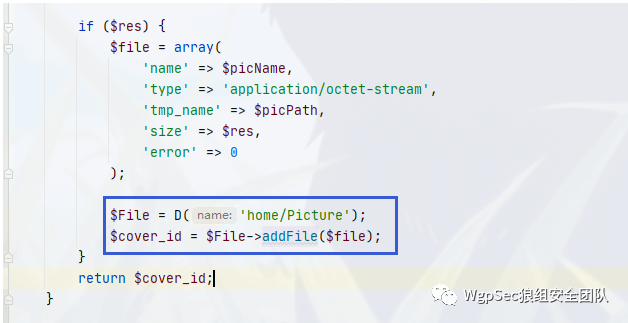 if ($res) {
$file = array(
'name' => $picName,
'type' => 'application/octet-stream',
'tmp_name' => $picPath,
'size' => $res,
'error' => 0
);
$File = D( name: 'home/Picture');
$cover_id = $File->addFile($file);
}
return $cover_id;
}
WgpSec狼组安全团队